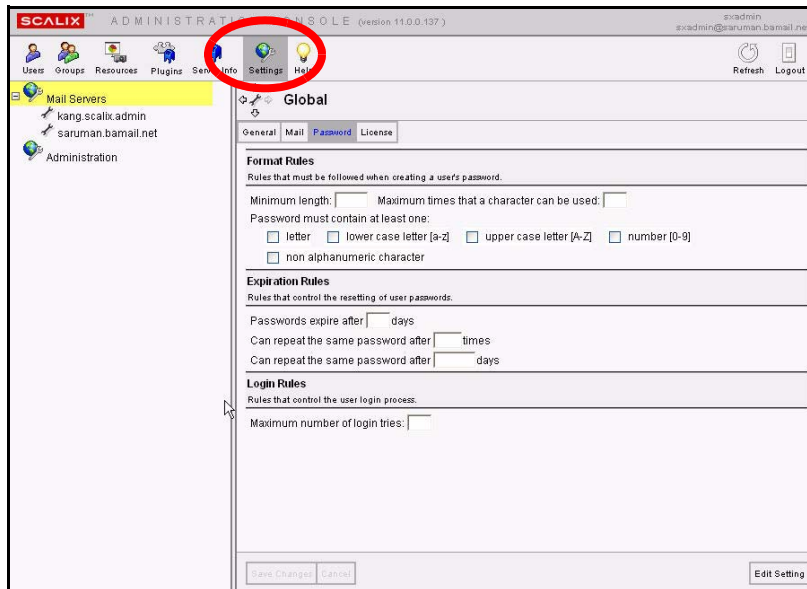 SCALIX™ ADMINISTRATION CONSOLE (version 11.0.0.137 )
sxadmin
sxadmin@saruman.bamail.ne
Users Groups Resources Plugins Server Info Settings Help Refresh Logout
Mail Servers
kang.scalix.admin
saruman.bamail.net
Administration
Global
General Mail Password License
Format Rules
Rules that must be followed when creating a user's password.
Minimum length: Maximum times that a character can be used:
Password must contain at least one:
letter lower case letter [a-z] upper case letter [A-Z] number [0-9]
non alphanumeric character
Expiration Rules
Rules that control the resetting of user passwords.
Passwords expire after days
Can repeat the same password after times
Can repeat the same password after days
Login Rules
Rules that control the user login process.
Maximum number of login tries:
Save Changes Cancel Edit Setting